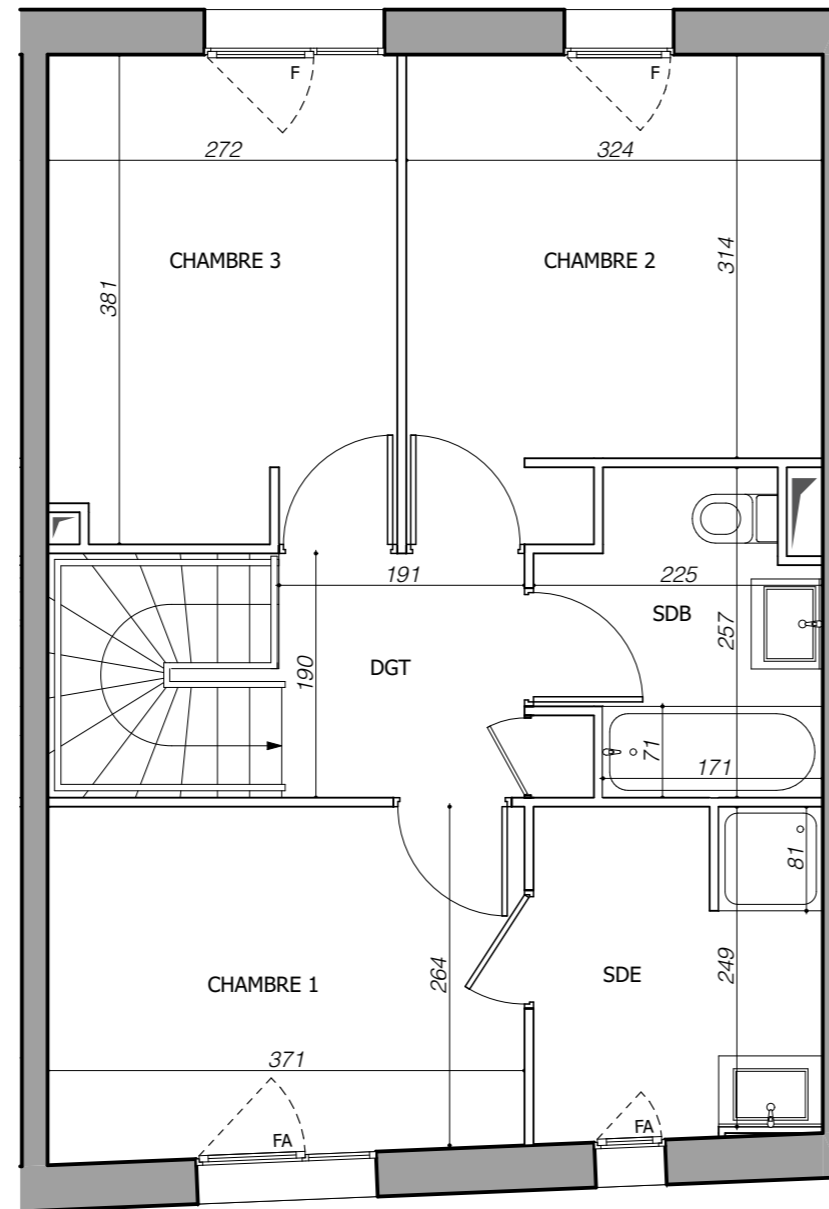 F
F
272
324
CHAMBRE 3
CHAMBRE 2
381
314
191
225
SDB
257
DGT
190
71
171
81
CHAMBRE 1
264
SDE
249
371
FA
FA